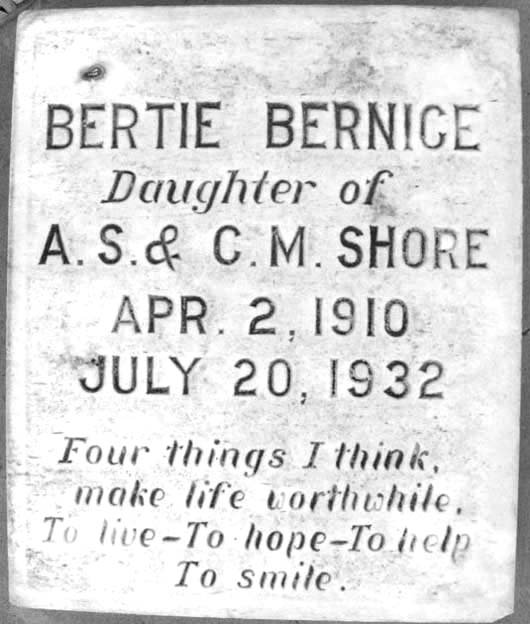 BERTIE BERNICE
Daughter of
A. S. & C. M. SHORE
APR. 2, 1910
JULY 20, 1932
Four things I think,
make life worthwhile.
To live-To hope-To help
To smile.